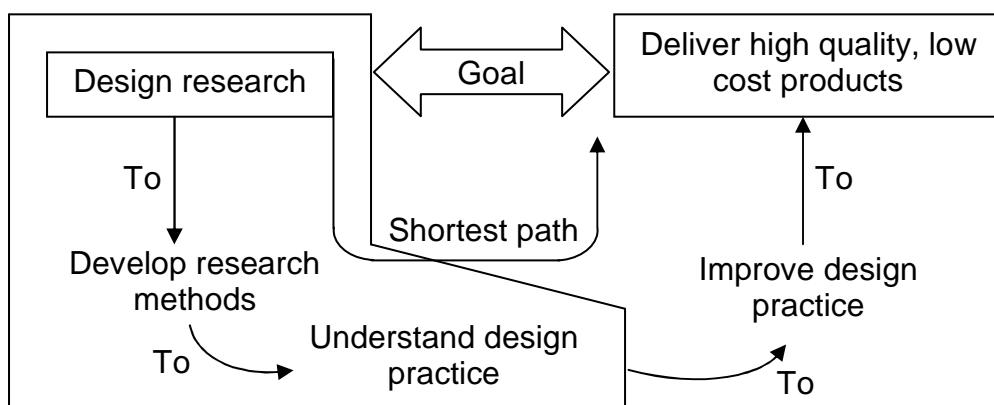 Design research
Goal
Deliver high quality, low
cost products
To
To
Shortest path
Develop research
methods
Improve design
practice
To
Understand design
practice
To